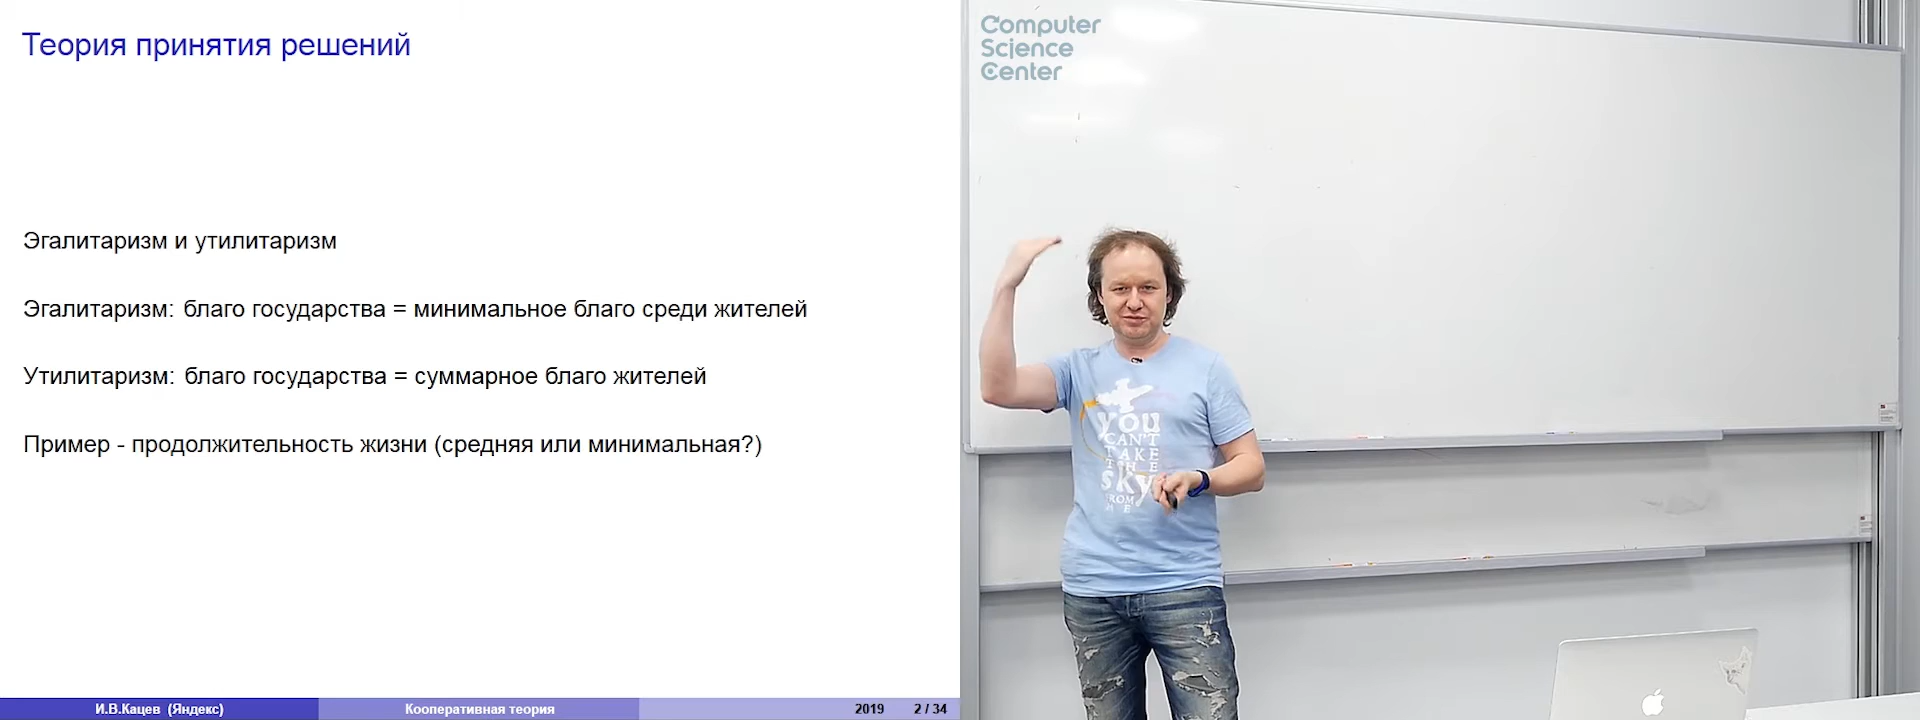 Теория принятия решений
Эгалитаризм и утилитаризм
Эгалитаризм: благо государства = минимальное благо среди жителей
Утилитаризм: благо государства = суммарное благо жителей
Пример - продолжительность жизни (средняя или минимальная?)
И.В.Кацев (Яндекс)
Кооперативная теория
2019
2 / 34
Computer
Science
Center
you
CAN'T
TAKE
THE
sky
FROM
ME